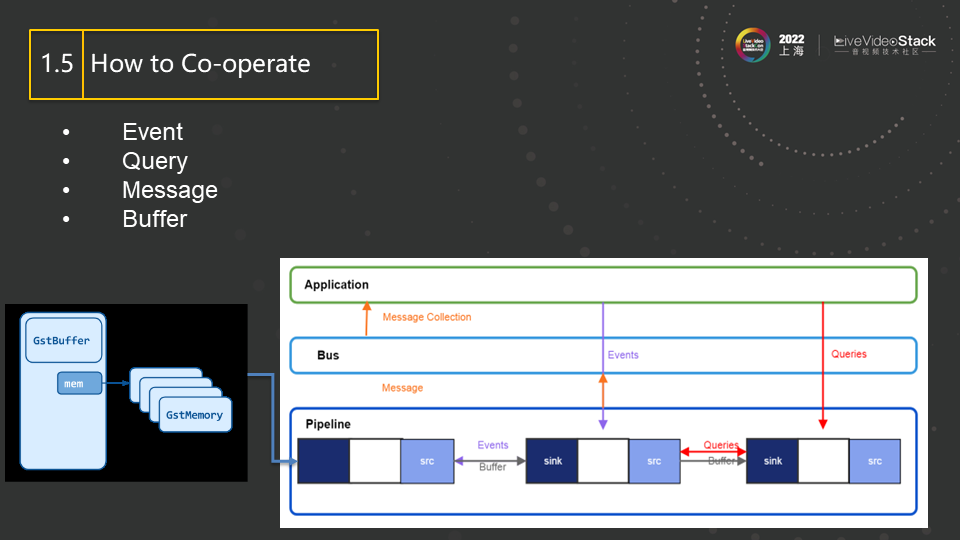 1.5 How to Co-operate
LiveVideo
StackCon
2022
上海
LiveVideoStack
音视频技术社区
• Event
• Query
• Message
• Buffer
GstBuffer
mem
GstMemory
Application
Message Collection
Bus
Events
Queries
Message
Pipeline
src
Events
Buffer
sink
src
Queries
Buffer
sink
src